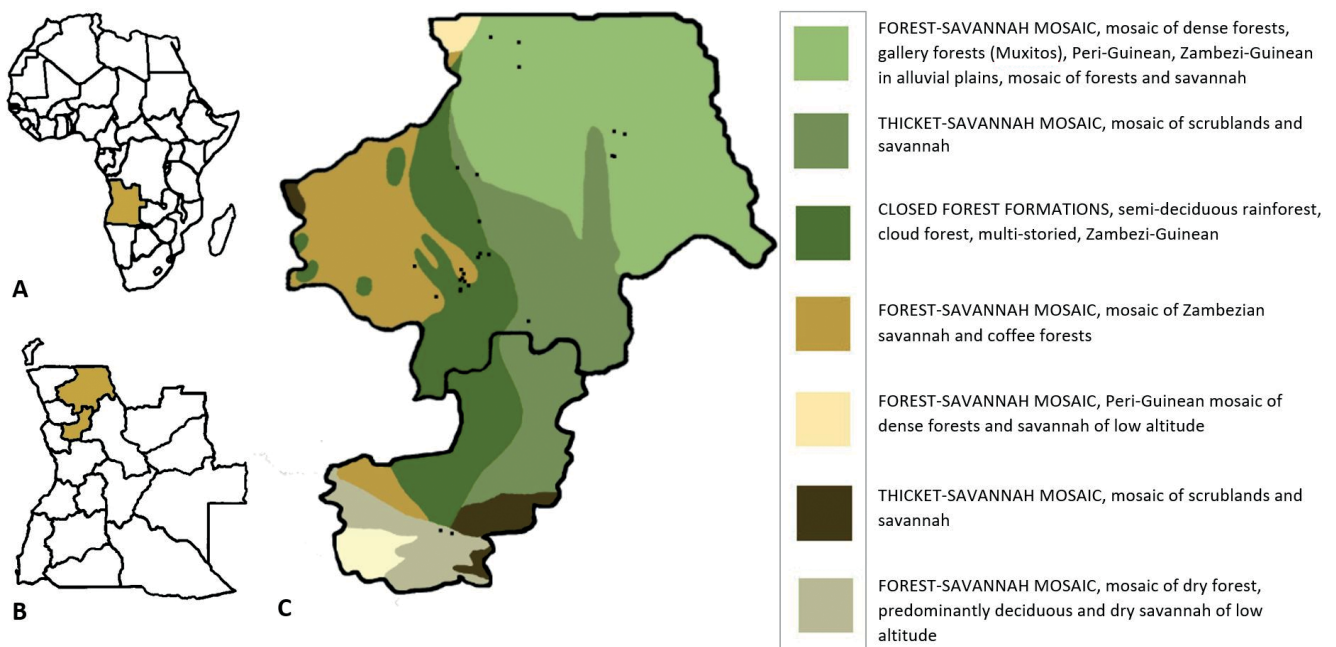 A
B
C
FOREST-SAVANNAH MOSAIC, mosaic of dense forests,
gallery forests (Muxitos), Peri-Guinean, Zambezi-Guinean
in alluvial plains, mosaic of forests and savannah
THICKET-SAVANNAH MOSAIC, mosaic of scrublands and
savannah
CLOSED FOREST FORMATIONS, semi-deciduous rainforest,
cloud forest, multi-storied, Zambezi-Guinean
FOREST-SAVANNAH MOSAIC, mosaic of Zambezian
savannah and coffee forests
FOREST-SAVANNAH MOSAIC, Peri-Guinean mosaic of
dense forests and savannah of low altitude
THICKET-SAVANNAH MOSAIC, mosaic of scrublands and
savannah
FOREST-SAVANNAH MOSAIC, mosaic of dry forest,
predominantly deciduous and dry savannah of low
altitude